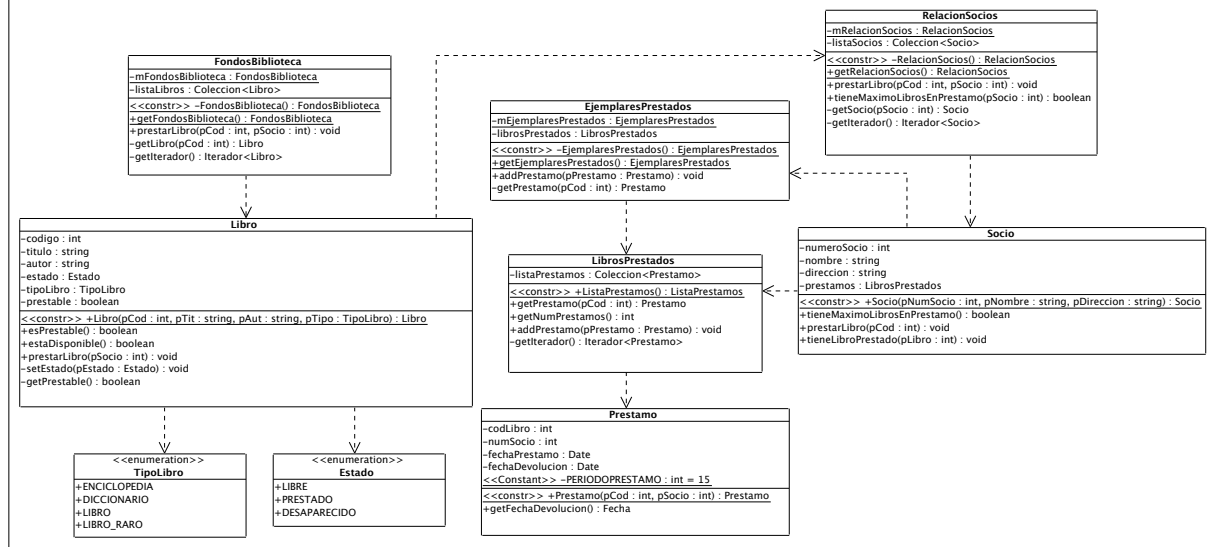 RelacionSocios
-mRelacionSocios : RelacionSocios
-listaSocios : Coleccion<Socio>
<<constr>> -RelacionSocios() : RelacionSocios
+getRelacionSocios() : RelacionSocios
+prestarLibro(pCod : int, pSocio : int) : void
+tieneMaximoLibrosEnPrestamo(pSocio : int) : boolean
-getSocio(pSocio : int) : Socio
-getIterador() : Iterador<Socio>
FondosBiblioteca
-mFondosBiblioteca : FondosBiblioteca
-listaLibros : Coleccion<Libro>
<<constr>> -FondosBiblioteca() : FondosBiblioteca
+getFondosBiblioteca() : FondosBiblioteca
+prestarLibro(pCod : int, pSocio : int) : void
-getLibro(pCod : int) : Libro
-getIterador() : Iterador<Libro>
EjemplaresPrestados
-mEjemplaresPrestados : EjemplaresPrestados
-librosPrestados : LibrosPrestados
<<constr>> -EjemplaresPrestados() : EjemplaresPrestados
+getEjemplaresPrestados() : EjemplaresPrestados
+addPrestamo(pPrestamo : Prestamo) : void
-getPrestamo(pCod : int) : Prestamo
Libro
-codigo : int
-titulo : string
-autor : string
-estado : Estado
-tipoLibro : TipoLibro
-prestable : boolean
<<constr>> +Libro(pCod : int, pTit : string, pAut : string, pTipo : TipoLibro) : Libro
+esPrestable() : boolean
+estaDisponible() : boolean
+prestarLibro(pSocio : int) : void
-setEstado(pEstado : Estado) : void
-getPrestable() : boolean
LibrosPrestados
-listaPrestamos : Coleccion<Prestamo>
<<constr>> +ListaPrestamos() : ListaPrestamos
+getPrestamo(pCod : int) : Prestamo
+getNumPrestamos() : int
+addPrestamo(pPrestamo : Prestamo) : void
-getIterador() : Iterador<Prestamo>
Socio
-numeroSocio : int
-nombre : string
-direccion : string
-prestamos : LibrosPrestados
<<constr>> +Socio(pNumSocio : int, pNombre : string, pDireccion : string) : Socio
+tieneMaximoLibrosEnPrestamo() : boolean
+prestarLibro(pCod : int) : void
+tieneLibroPrestado(pLibro : int) : void
Prestamo
-codLibro : int
-numSocio : int
-fechaPrestamo : Date
-fechaDevolucion : Date
<<Constant>> -PERIODOPRESTAMO : int = 15
<<constr>> +Prestamo(pCod : int, pSocio : int) : Prestamo
+getFechaDevolucion() : Fecha
<<enumeration>>
TipoLibro
+ENCICLOPEDIA
+DICCIONARIO
+LIBRO
+LIBRO_RARO
<<enumeration>>
Estado
+LIBRE
+PRESTADO
+DESAPARECIDO